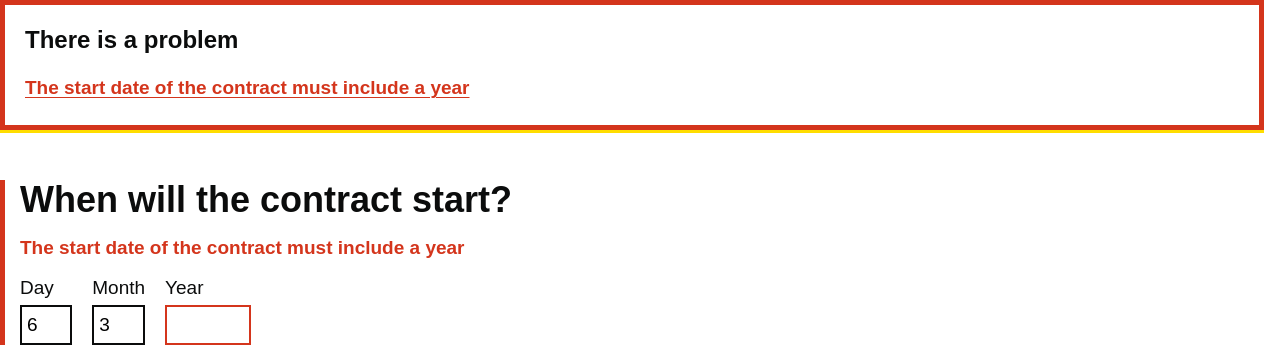 There is a problem
The start date of the contract must include a year
When will the contract start?
The start date of the contract must include a year
Day Month Year
6 3